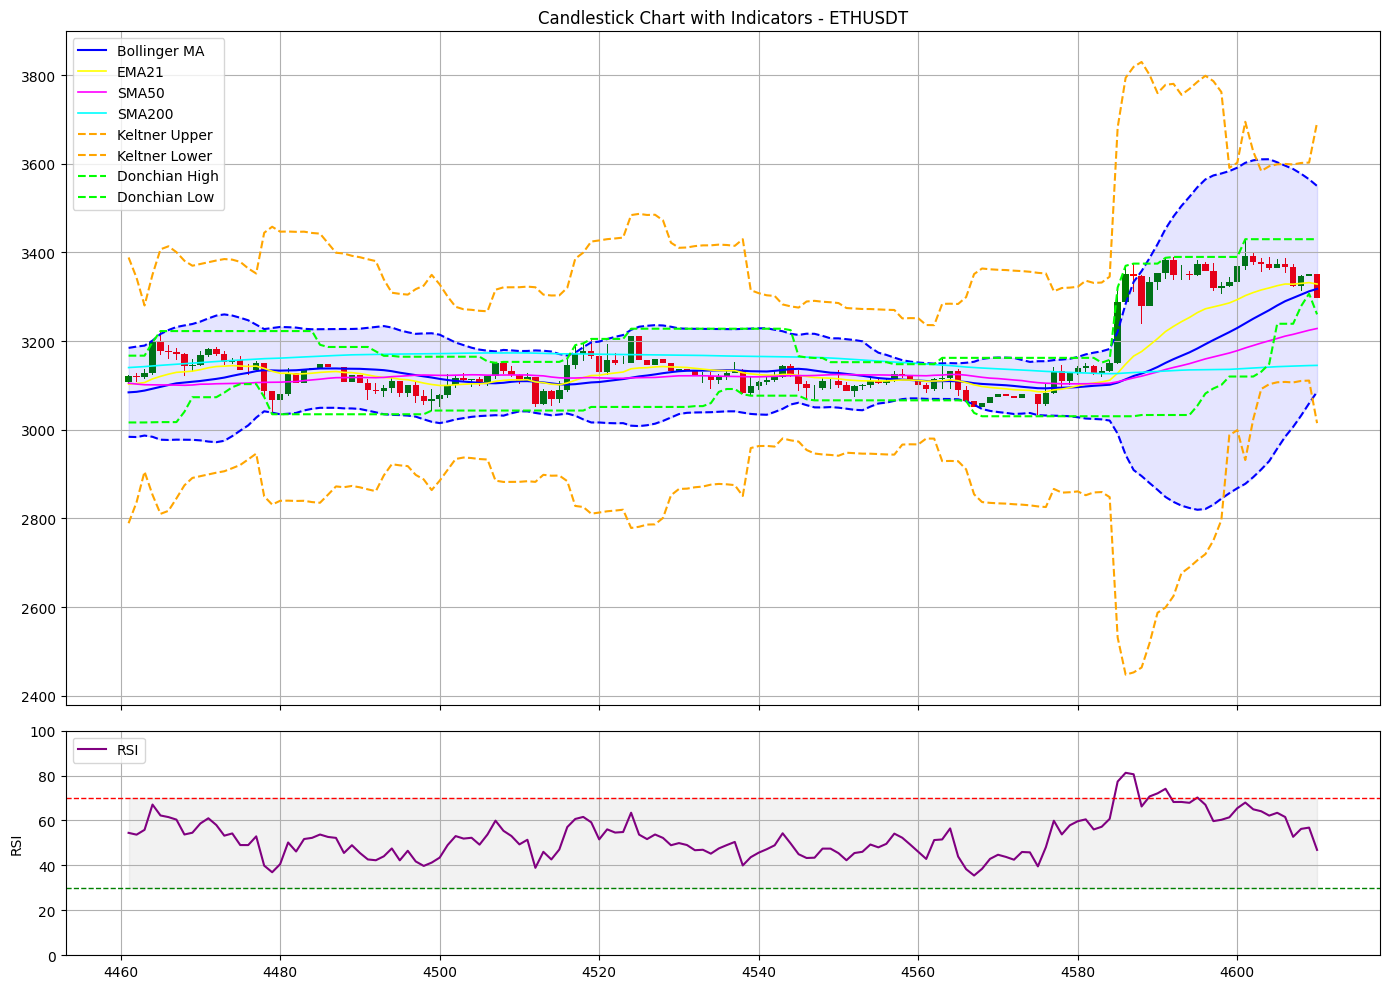 Candlestick Chart with Indicators - ETHUSDT
Bollinger MA
EMA21
SMA50
SMA200
Keltner Upper
Keltner Lower
Donchian High
Donchian Low
3800
3600
3400
3200
3000
2800
2600
2400
RSI
100
80
60
40
20
0
RSI
4460
4480
4500
4520
4540
4560
4580
4600